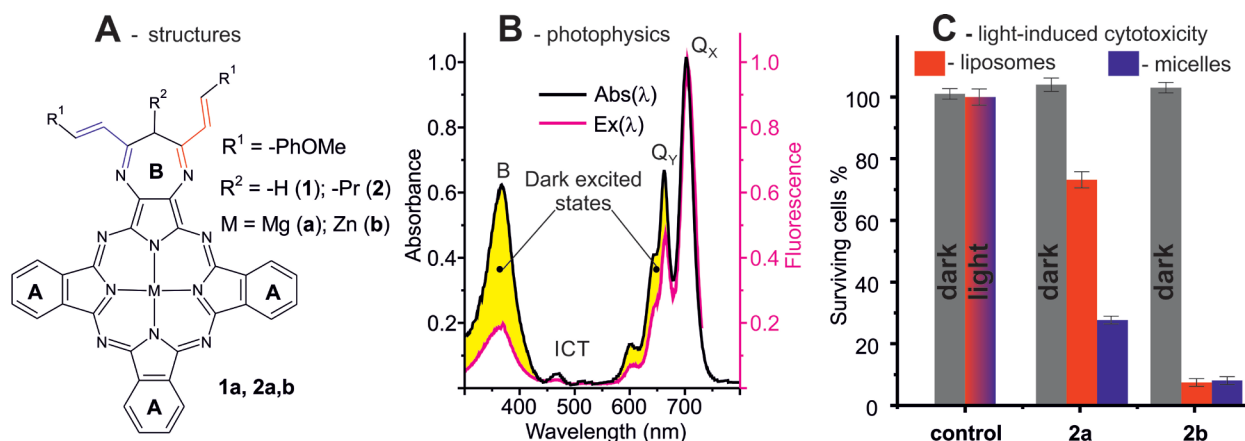 A - structures
R¹
R²
R¹
B
N
N
R¹ = -PhOMe
R² = -H (1); -Pr (2)
M = Mg (a); Zn (b)
N
N
N
A
N
M
N
A
N
N
N
A
1a, 2a,b
B - photophysics
Qₓ
Abs(λ)
Ex(λ)
Q_Y
B
Dark excited
states
ICT
Absorbance
1.0
0.8
0.6
0.4
0.2
Fluorescence
1.0
0.8
0.6
0.4
0.2
400 500 600 700
Wavelength (nm)
C - light-induced cytotoxicity
- liposomes
- micelles
Surviving cells %
100
80
60
40
20
0
dark
light
dark
dark
control 2a 2b